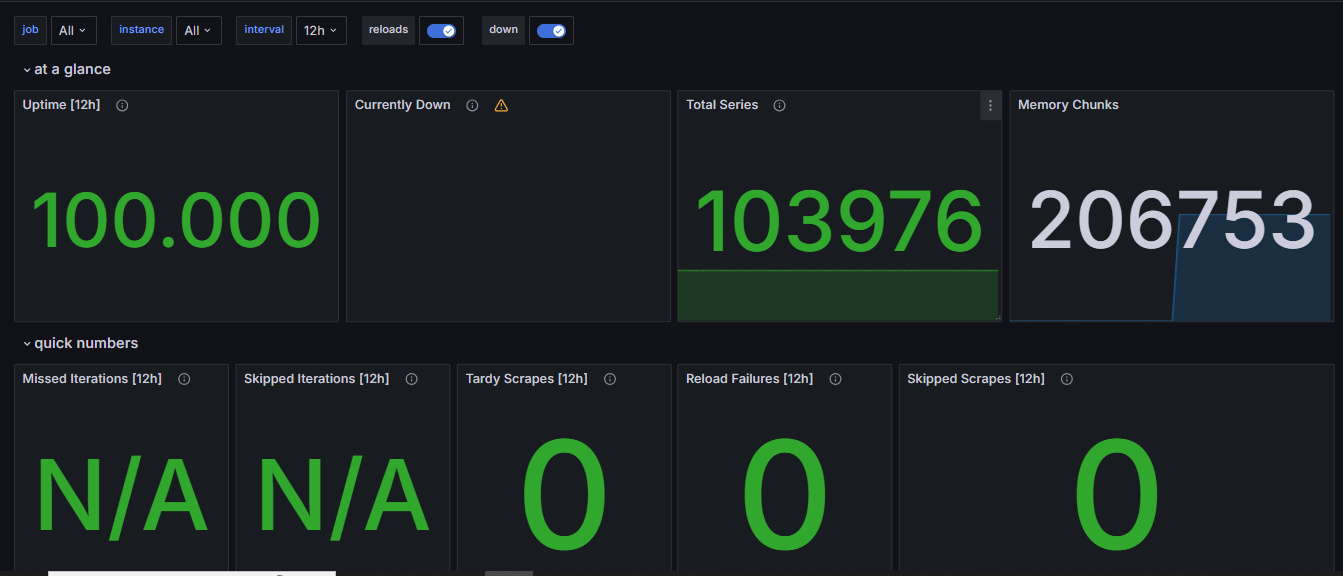 job All instance All interval 12h reloads down
at a glance
Uptime [12h] Currently Down Total Series Memory Chunks
100.000 103976 206753
quick numbers
Missed Iterations [12h] Skipped Iterations [12h] Tardy Scrapes [12h] Reload Failures [12h] Skipped Scrapes [12h]
N/A N/A 0 0 0